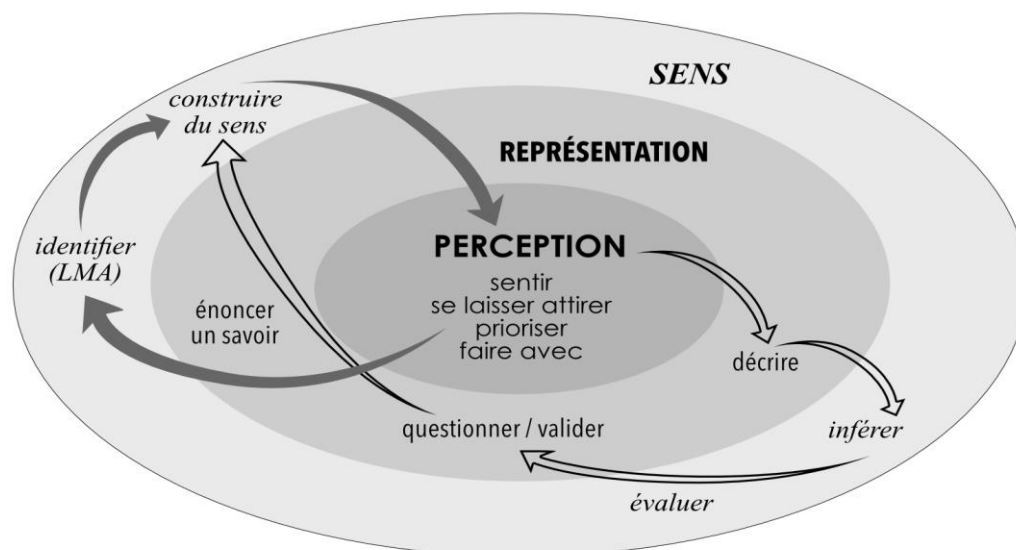 SENS
construire
du sens
REPRÉSENTATION
PERCEPTION
sentir
se laisser attirer
prioriser
faire avec
identifier
(LMA)
énoncer
un savoir
décrire
questionner / valider
inférer
évaluer